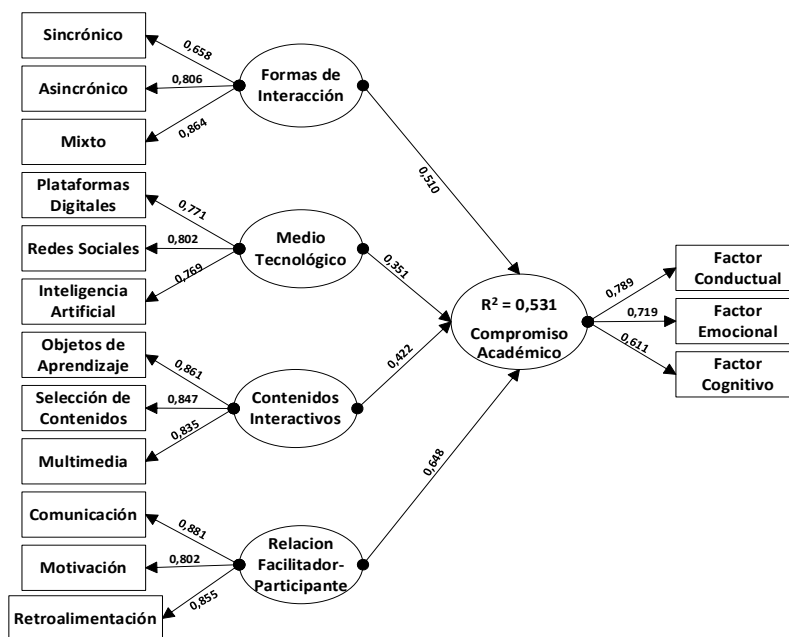 Sincrónico
0,658
Asincrónico
0,806
Mixto
0,864
Formas de
Interacción
0,510
Plataformas
Digitales
0,771
Redes Sociales
0,802
Inteligencia
Artificial
0,769
Medio
Tecnológico
0,351
Objetos de
Aprendizaje
0,861
Selección de
Contenidos
0,847
Multimedia
0,835
Contenidos
Interactivos
0,422
Comunicación
0,881
Motivación
0,802
Retroalimentación
0,855
Relacion
Facilitador-
Participante
0,648
R² = 0,531
Compromiso
Académico
0,789
Factor
Conductual
0,719
Factor
Emocional
0,611
Factor
Cognitivo